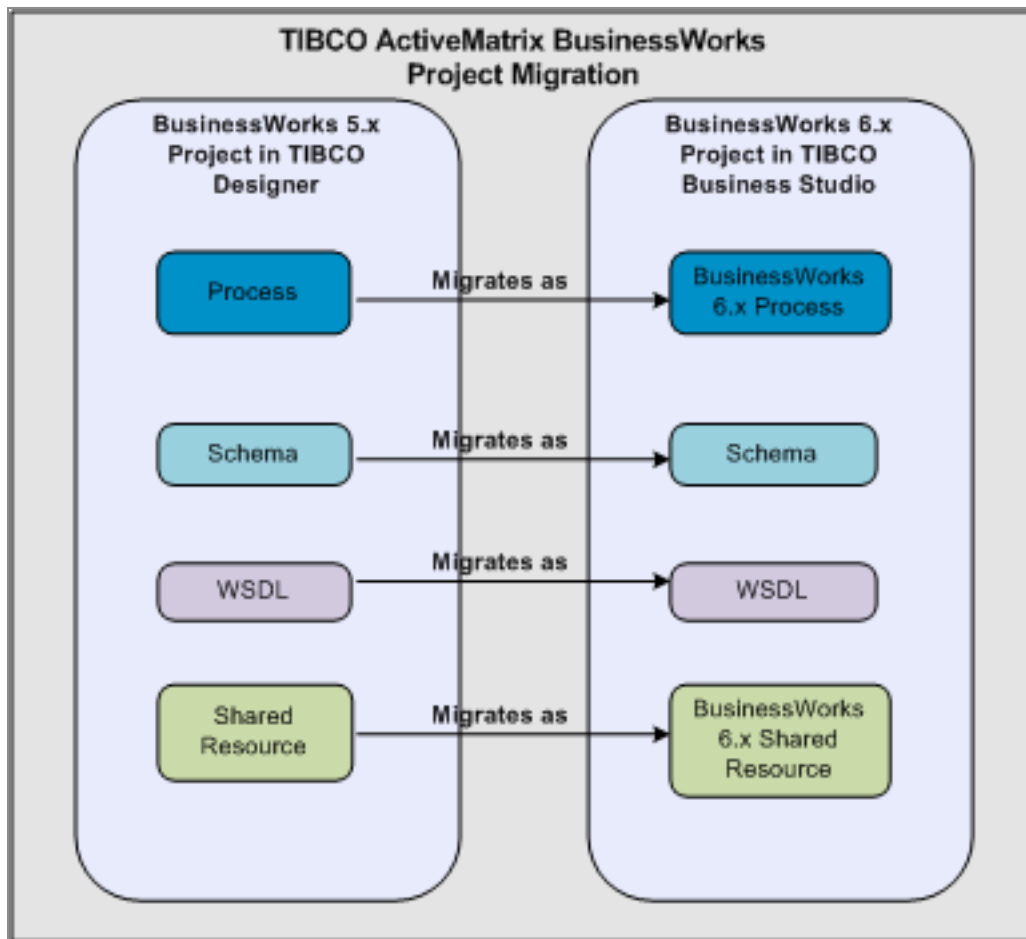 TIBCO ActiveMatrix BusinessWorks
Project Migration
BusinessWorks 5.x
Project in TIBCO
Designer
BusinessWorks 6.x
Project in TIBCO
Business Studio
Process
Migrates as
BusinessWorks
6.x Process
Schema
Migrates as
Schema
WSDL
Migrates as
WSDL
Shared
Resource
Migrates as
BusinessWorks
6.x Shared
Resource